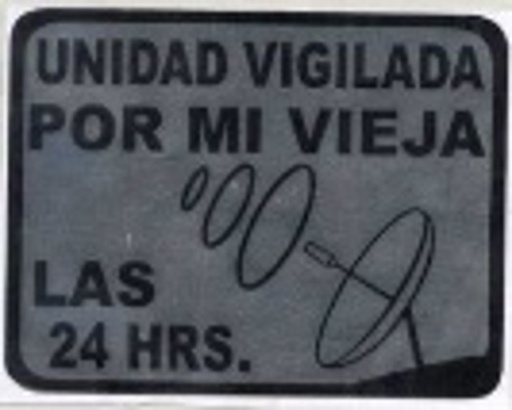 UNIDAD VIGILADA
POR MI VIEJA
LAS
24 HRS.